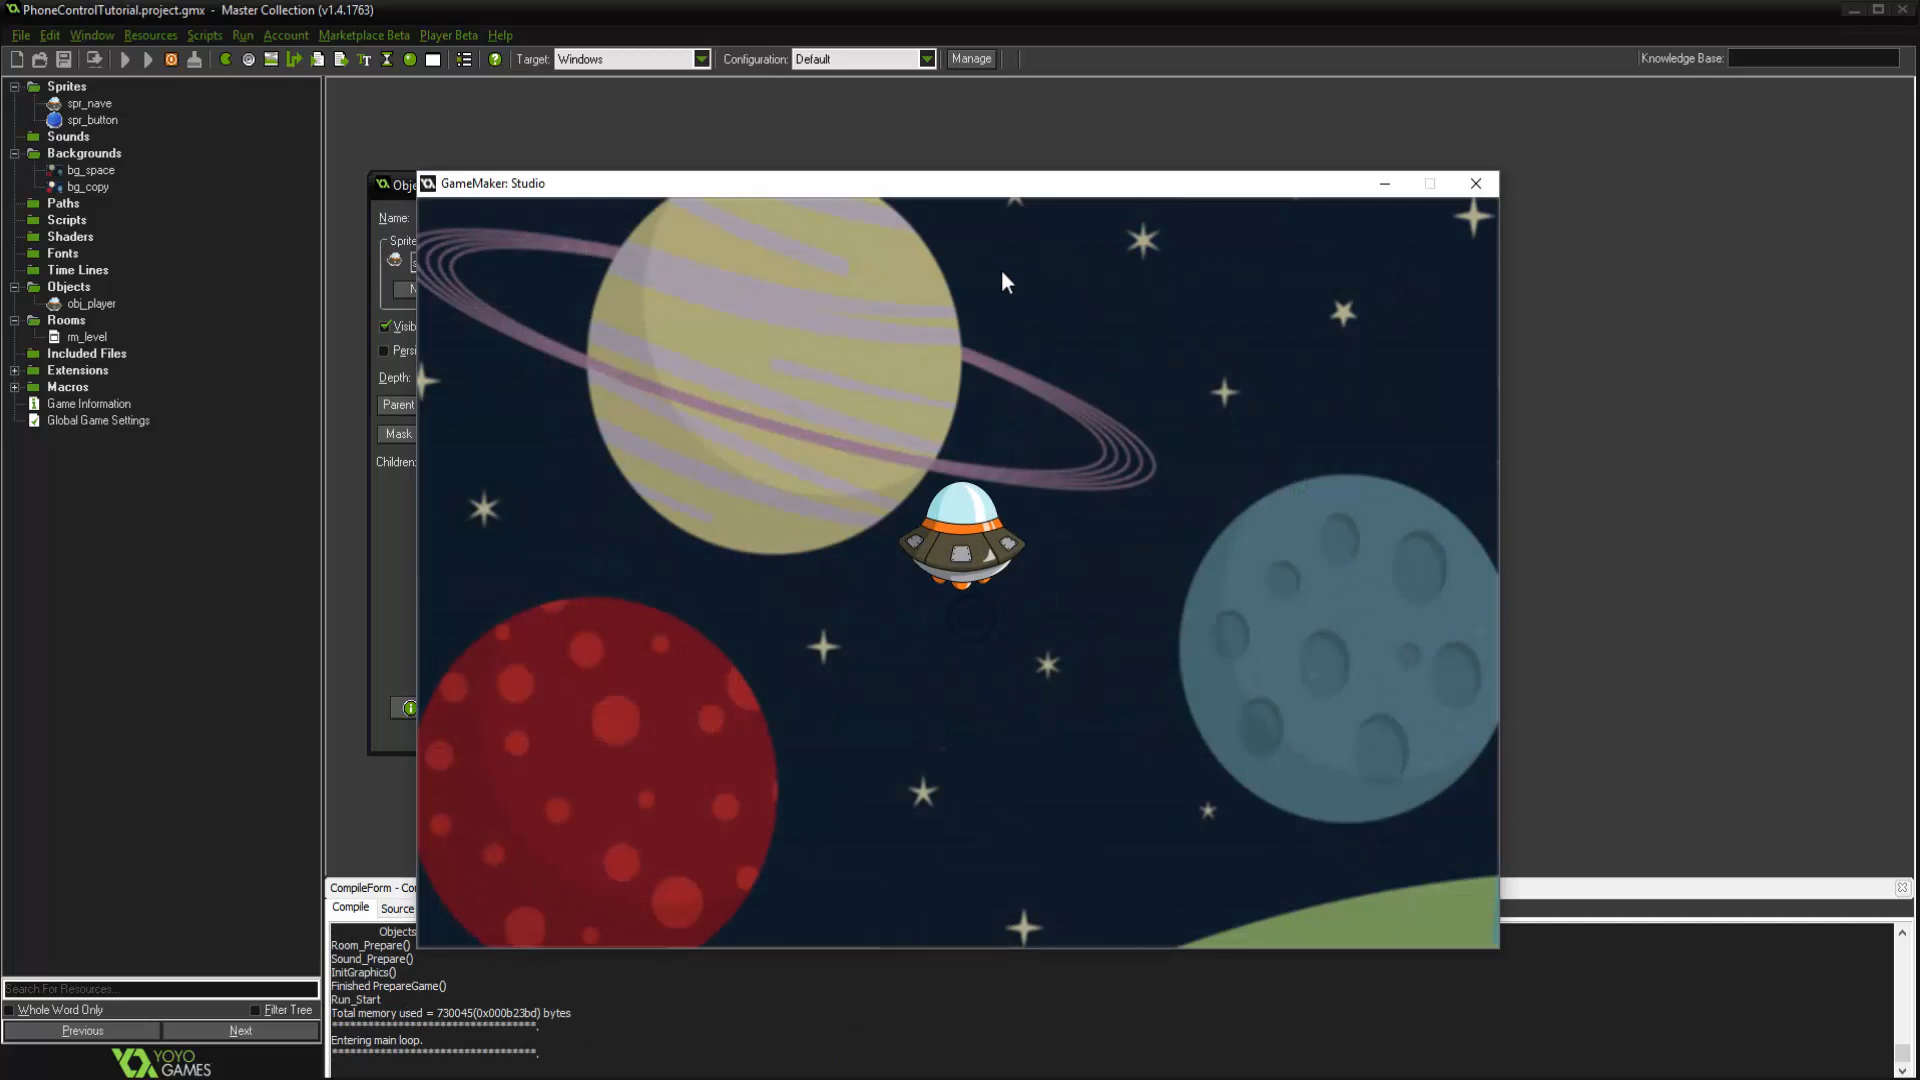 PhoneControlTutorial.project.gmx - Master Collection (v1.4.1763)
File Edit Window Resources Scripts Run Account Marketplace Beta Player Beta Help
Target: Windows Configuration: Default Manage Knowledge Base:
Sprites
spr_nave
spr_button
Sounds
Backgrounds
bg_space
bg_copy
Paths
Scripts
Shaders
Fonts
Time Lines
Objects
obj_player
Rooms
rm_level
Included Files
Extensions
Macros
Game Information
Global Game Settings
Search For Resources...
Whole Word Only Filter Tree
Previous Next
YOYO
GAMES
Obje
Name:
Sprite
N
Visib
Persi
Depth:
Parent
Mask
Children:
GameMaker: Studio
CompileForm - Cor
Compile Source
Objects
Room_Prepare()
Sound_Prepare()
InitGraphics()
Finished PrepareGame()
Run_Start
Total memory used = 730045(0x000b23bd) bytes
Entering main loop.